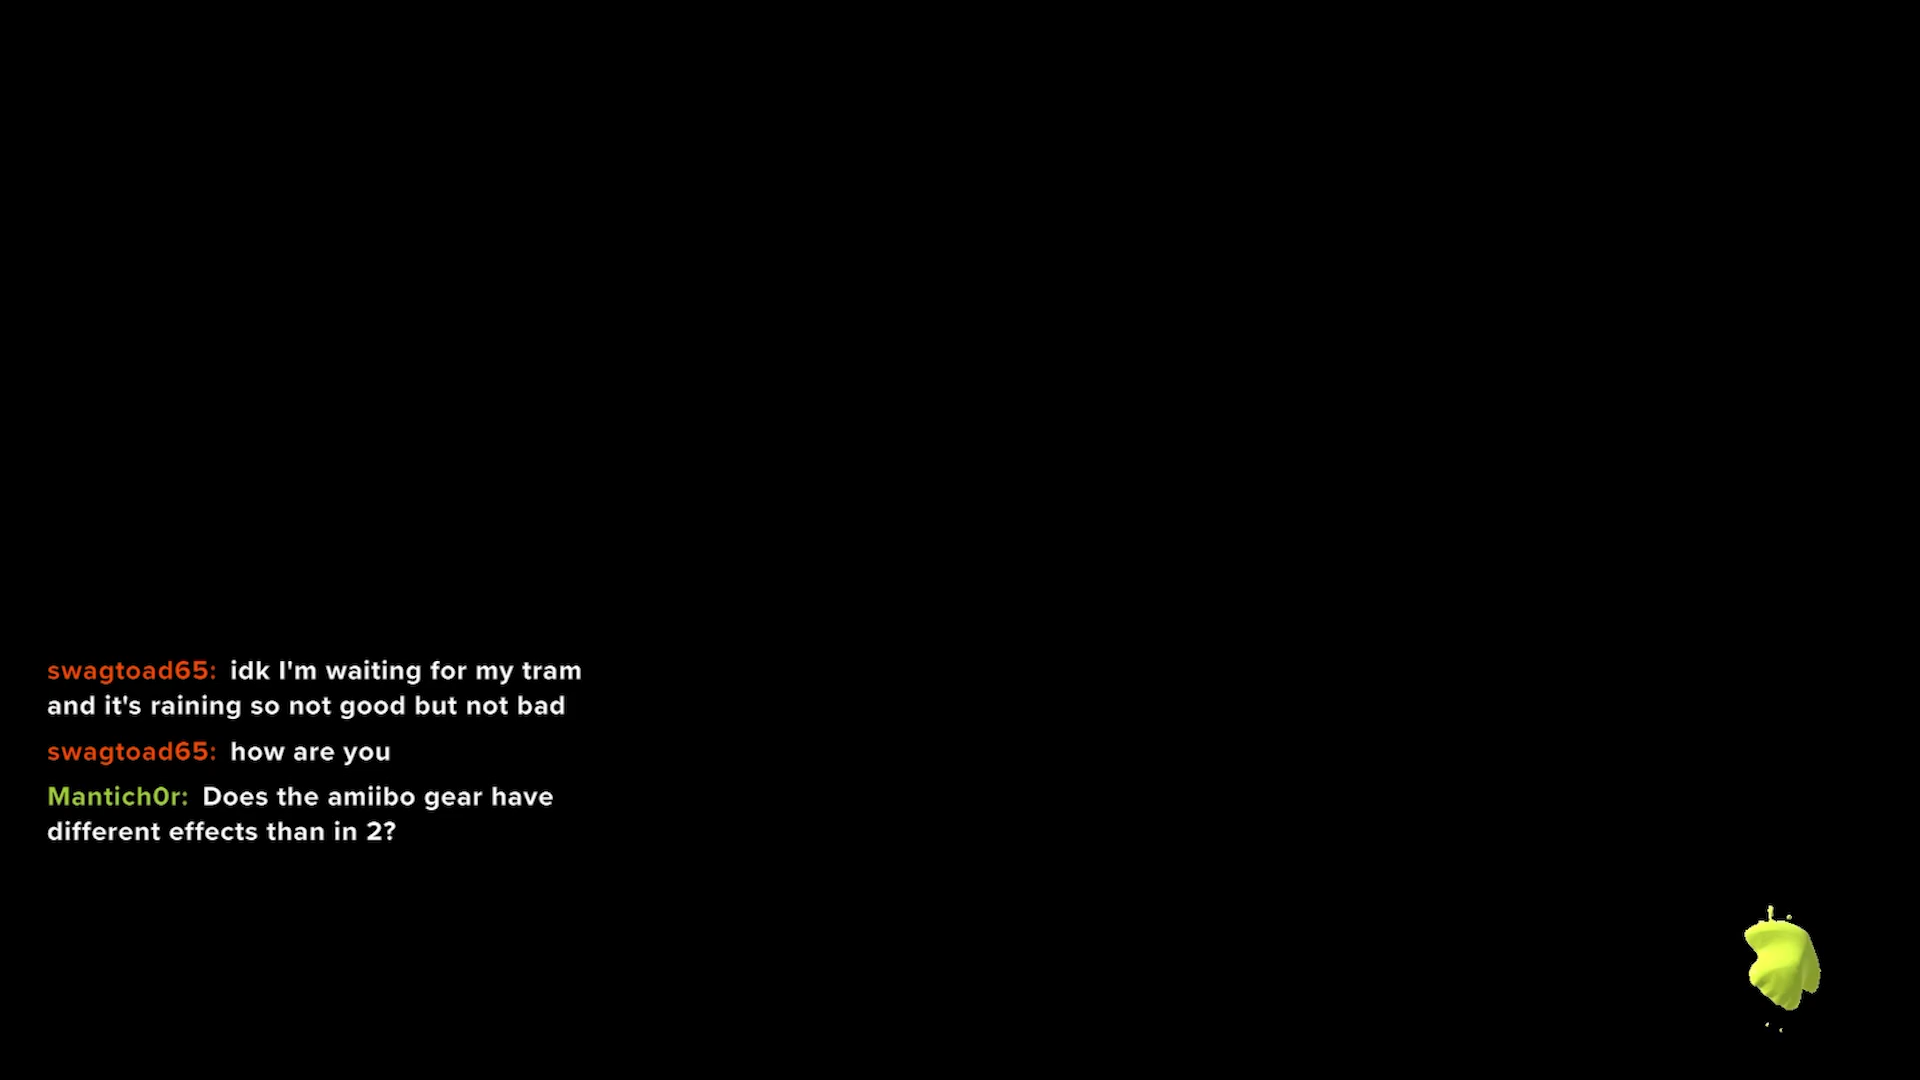 swagtoad65: idk I'm waiting for my tram
and it's raining so not good but not bad
swagtoad65: how are you
Mantich0r: Does the amiibo gear have
different effects than in 2?